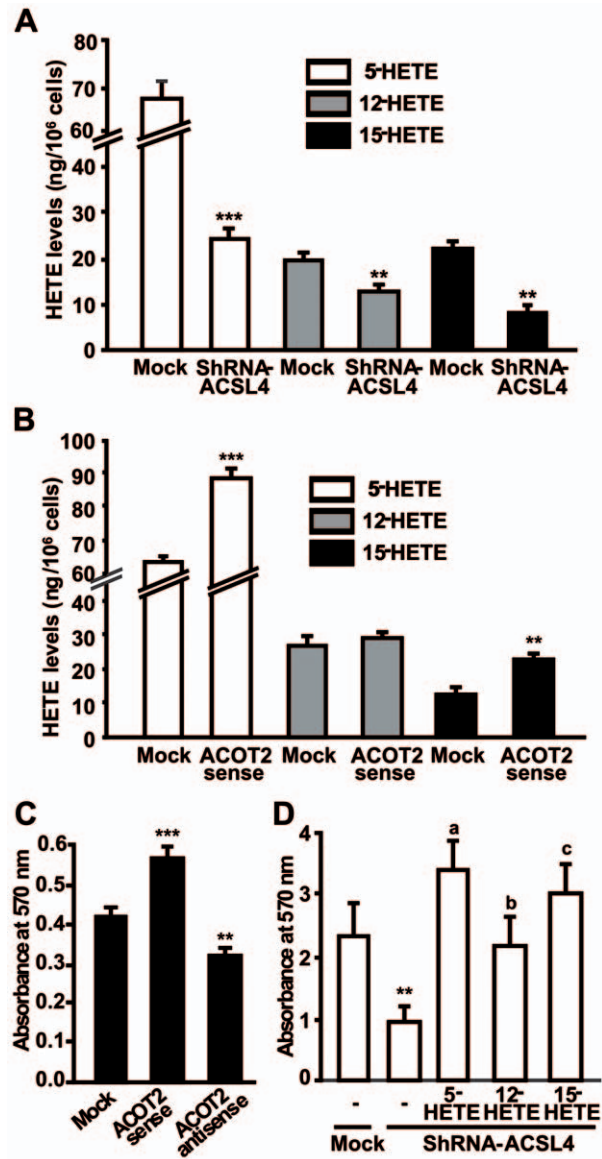 A
HETE levels (ng/10⁶ cells)
80
70
60
40
30
20
10
0
5-HETE
12-HETE
15-HETE
***
**
**
Mock ShRNA-ACSL4 Mock ShRNA-ACSL4 Mock ShRNA-ACSL4
B
HETE levels (ng/10⁶ cells)
100
90
80
70
60
40
30
20
10
0
5-HETE
12-HETE
15-HETE
***
**
Mock ACOT2 sense Mock ACOT2 sense Mock ACOT2 sense
C
Absorbance at 570 nm
0.6
0.5
0.4
0.3
0.4
0.1
0.0
***
**
Mock
ACOT2 sense
ACOT2 antisense
D
Absorbance at 570 nm
4
3
2
1
0
**
a
b
c
- - 5-HETE 12-HETE 15-HETE
Mock ShRNA-ACSL4